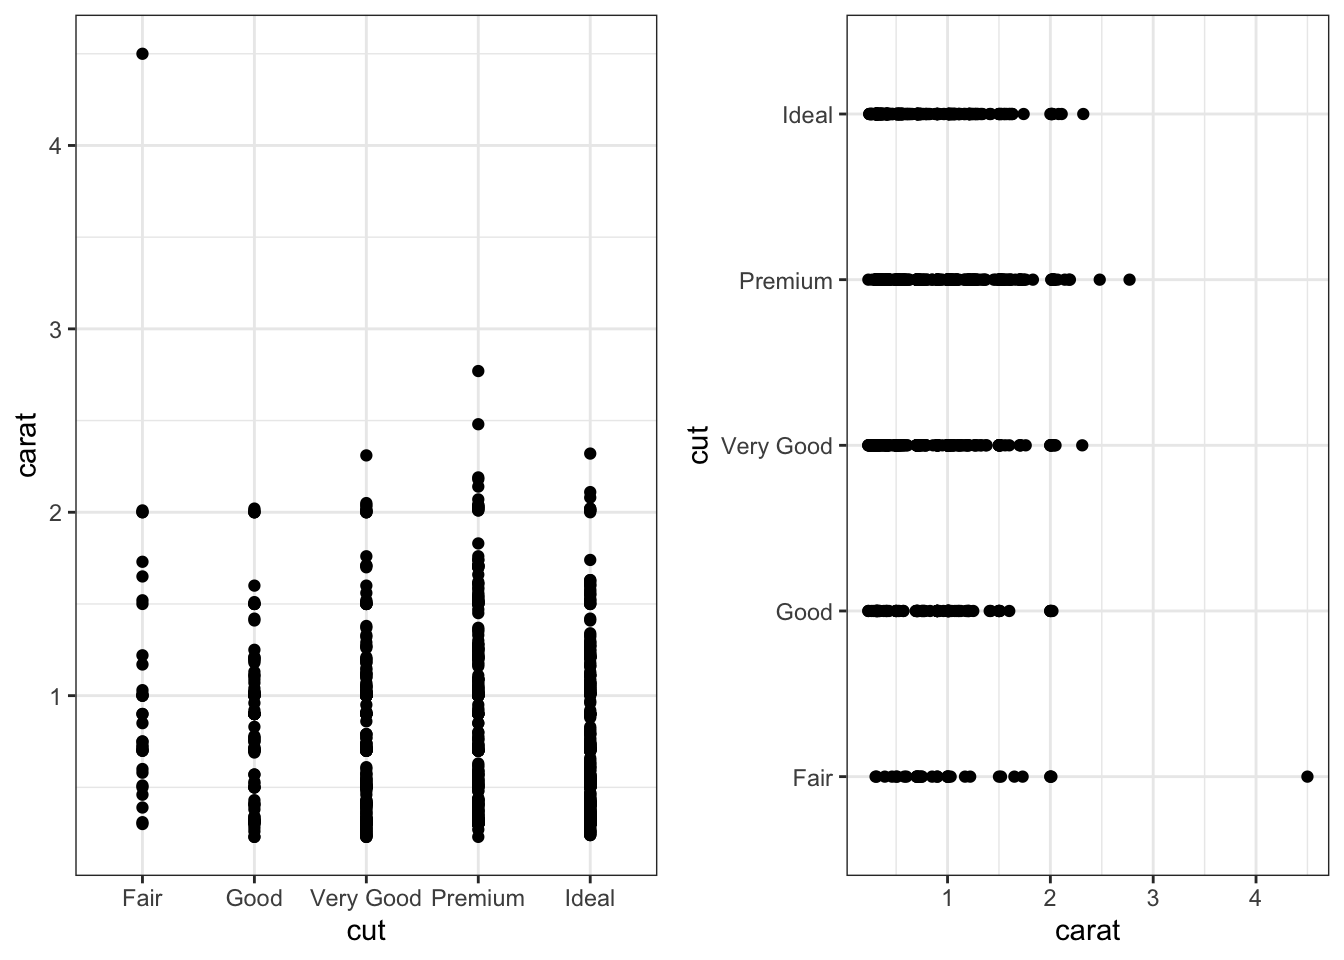 carat
4
3
2
1
Fair Good Very Good Premium Ideal
cut
cut
Ideal
Premium
Very Good
Good
Fair
1 2 3 4
carat